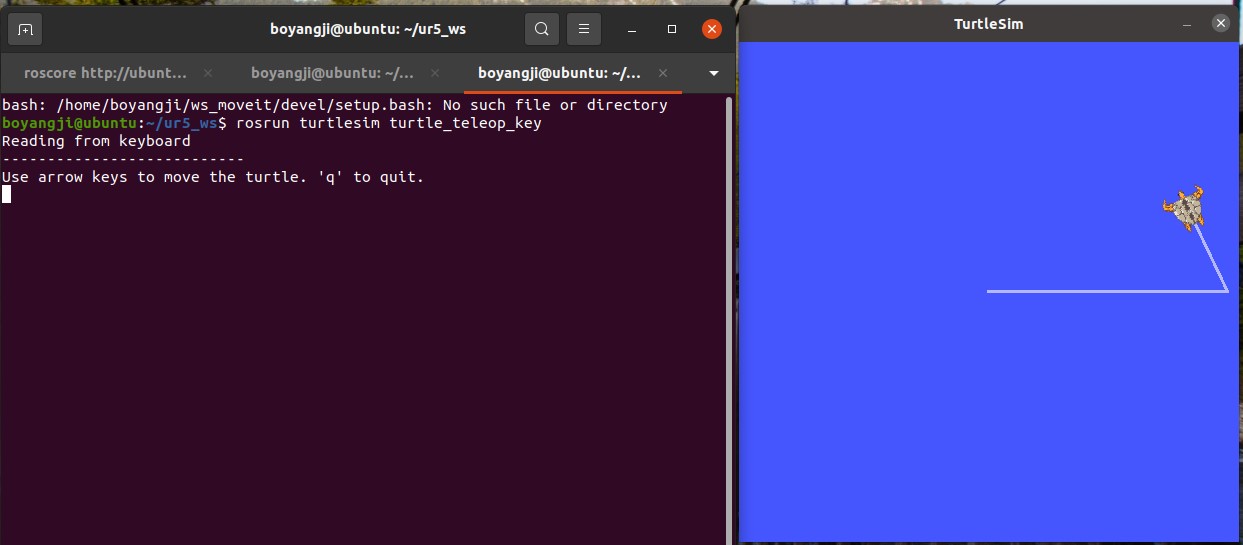 boyangji@ubuntu: ~/ur5_ws
TurtleSim
roscore http://ubunt...
boyangji@ubuntu: ~/...
boyangji@ubuntu: ~/...
bash: /home/boyangji/ws_moveit/devel/setup.bash: No such file or directory
boyangji@ubuntu:~/ur5_ws$ rosrun turtlesim turtle_teleop_key
Reading from keyboard
---------------------------
Use arrow keys to move the turtle. 'q' to quit.